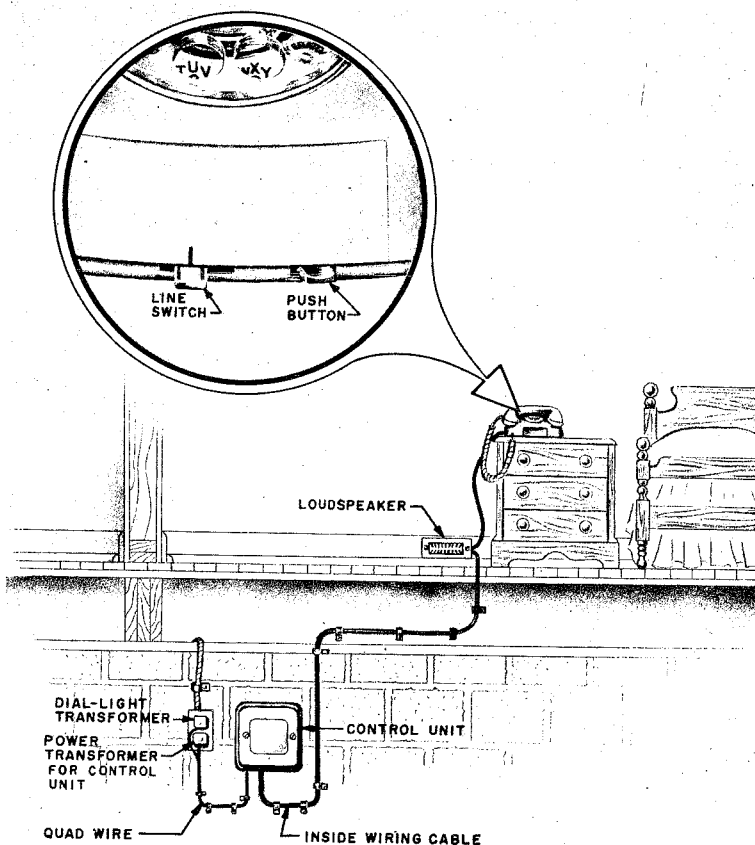 TUV
WXY
LINE
SWITCH
PUSH
BUTTON
LOUDSPEAKER
DIAL-LIGHT
TRANSFORMER
POWER
TRANSFORMER
FOR CONTROL
UNIT
CONTROL UNIT
QUAD WIRE
INSIDE WIRING CABLE